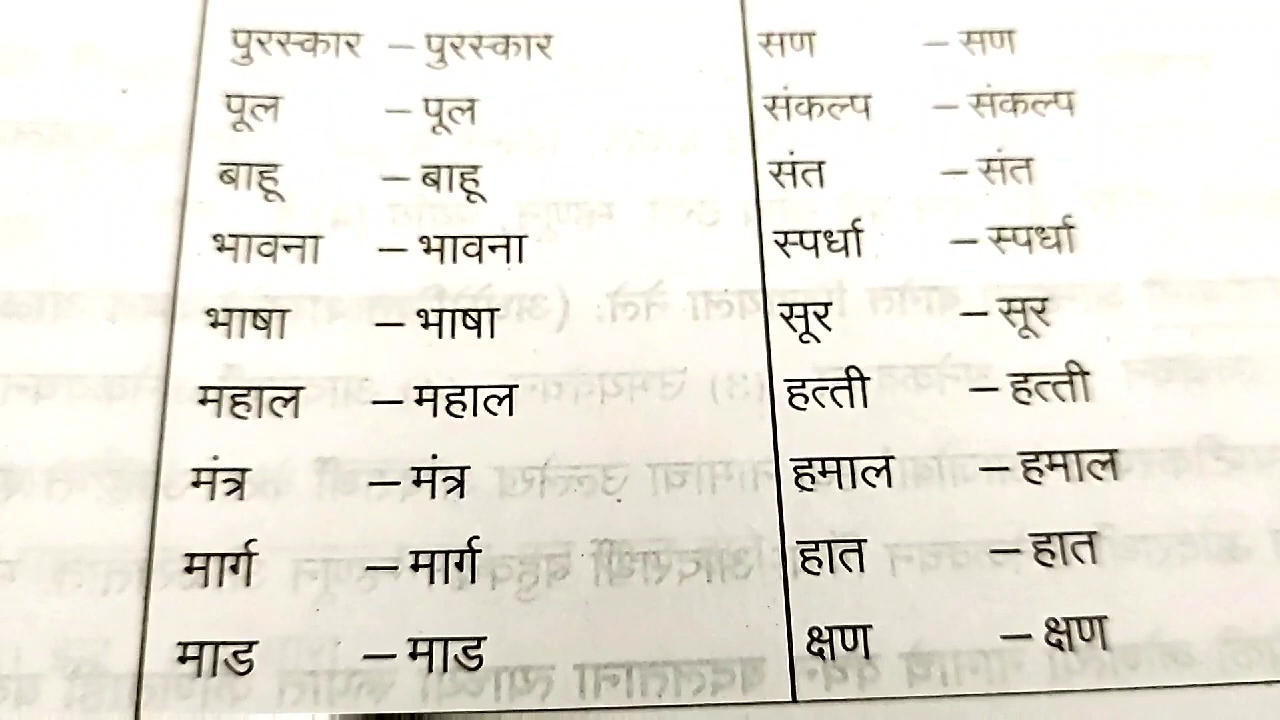 पुरस्कार – पुरस्कार
पूल – पूल
बाहू – बाहू
भावना – भावना
भाषा – भाषा
महाल – महाल
मंत्र – मंत्र
मार्ग – मार्ग
माड – माड
सण – सण
संकल्प – संकल्प
संत – संत
स्पर्धा – स्पर्धा
सूर – सूर
हत्ती – हत्ती
हमाल – हमाल
हात – हात
क्षण – क्षण